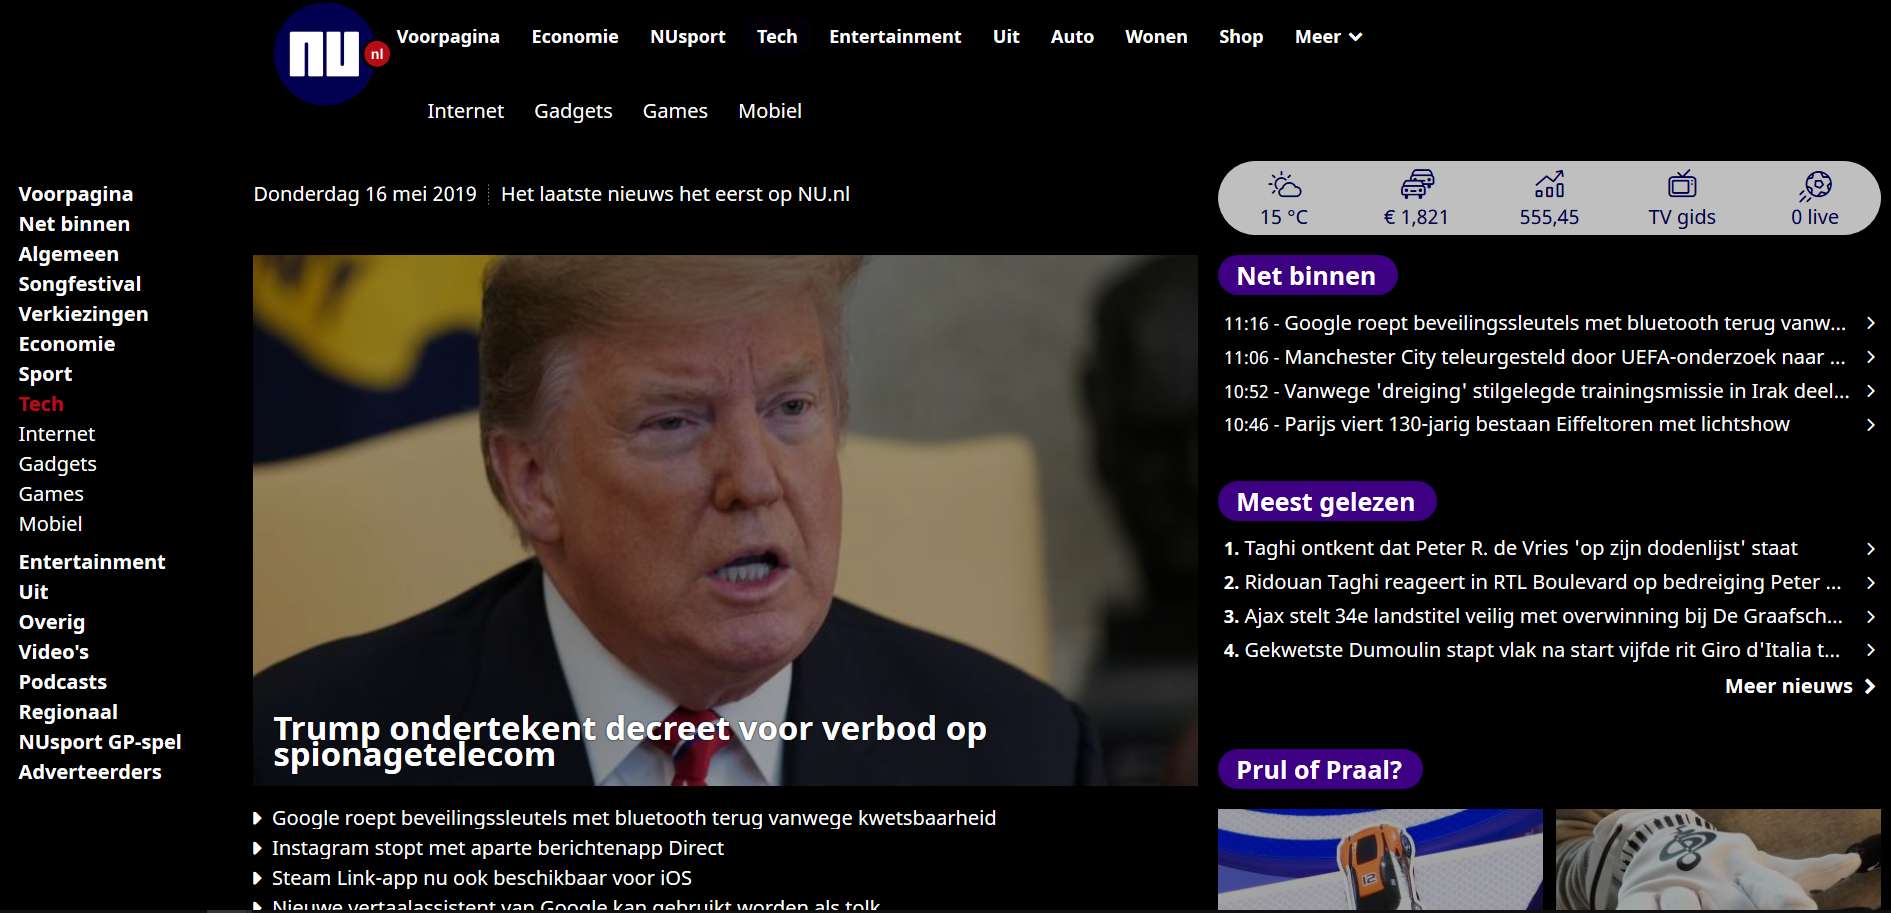 nu
nl
Voorpagina Economie NUsport Tech Entertainment Uit Auto Wonen Shop Meer
Internet Gadgets Games Mobiel
Voorpagina
Net binnen
Algemeen
Songfestival
Verkiezingen
Economie
Sport
Tech
Internet
Gadgets
Games
Mobiel
Entertainment
Uit
Overig
Video's
Podcasts
Regionaal
NUsport GP-spel
Adverteerders
Donderdag 16 mei 2019 Het laatste nieuws het eerst op NU.nl
Trump ondertekent decreet voor verbod op
spionagetelecom
Google roept beveilingssleutels met bluetooth terug vanwege kwetsbaarheid
Instagram stopt met aparte berichtenapp Direct
Steam Link-app nu ook beschikbaar voor iOS
Nieuwe vertaalassistent van Google kan gebruikt worden als tolk
15 °C € 1,821 555,45 TV gids 0 live
Net binnen
11:16 - Google roept beveilingssleutels met bluetooth terug vanw...
11:06 - Manchester City teleurgesteld door UEFA-onderzoek naar ...
10:52 - Vanwege 'dreiging' stilgelegde trainingsmissie in Irak deel...
10:46 - Parijs viert 130-jarig bestaan Eiffeltoren met lichtshow
Meest gelezen
1. Taghi ontkent dat Peter R. de Vries 'op zijn dodenlijst' staat
2. Ridouan Taghi reageert in RTL Boulevard op bedreiging Peter ...
3. Ajax stelt 34e landstitel veilig met overwinning bij De Graafsch...
4. Gekwetste Dumoulin stapt vlak na start vijfde rit Giro d'Italia t...
Meer nieuws
Prul of Praal?
12